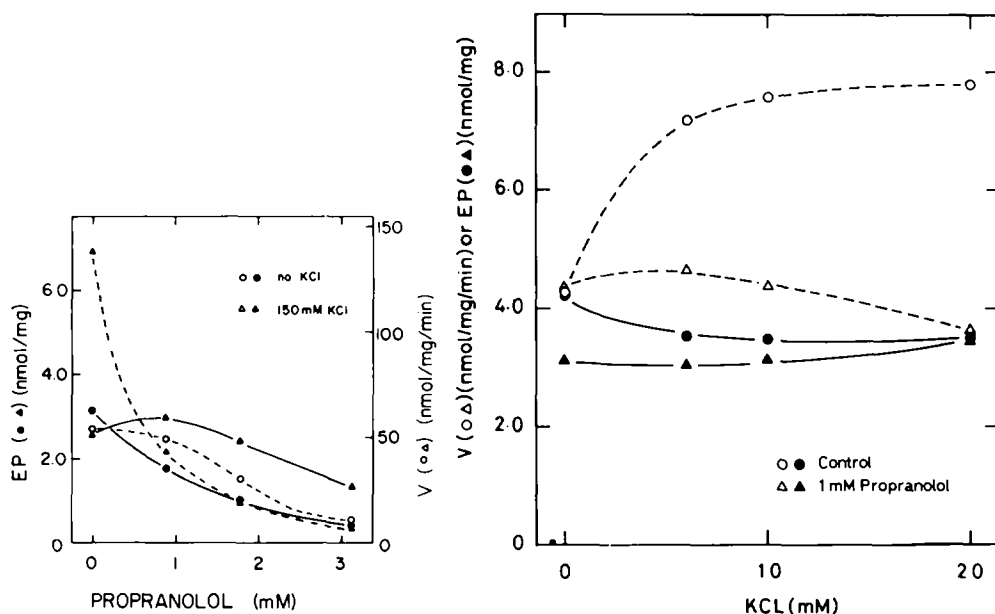 EP (● ▲) (nmol/mg)
6.0
4.0
2.0
0
150
100
50
0
V (○ △) (nmol/mg/min)
○ ● no KCl
△ ▲ 150 mM KCl
0 1 2 3
PROPRANOLOL (mM)
V (○ △) (nmol/mg/min) or EP (● ▲) (nmol/mg)
8.0
6.0
4.0
2.0
0
○ ● Control
△ ▲ 1 mM Propranolol
0 10 20
KCL (mM)